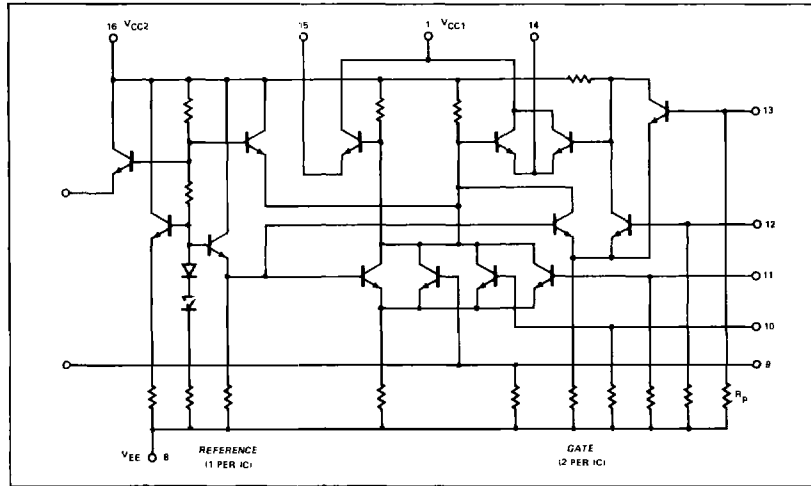 16 VCC2
15
1 VCC1
14
13
12
11
10
9
Rp
VEE 8
REFERENCE
(1 PER IC)
GATE
(2 PER IC)